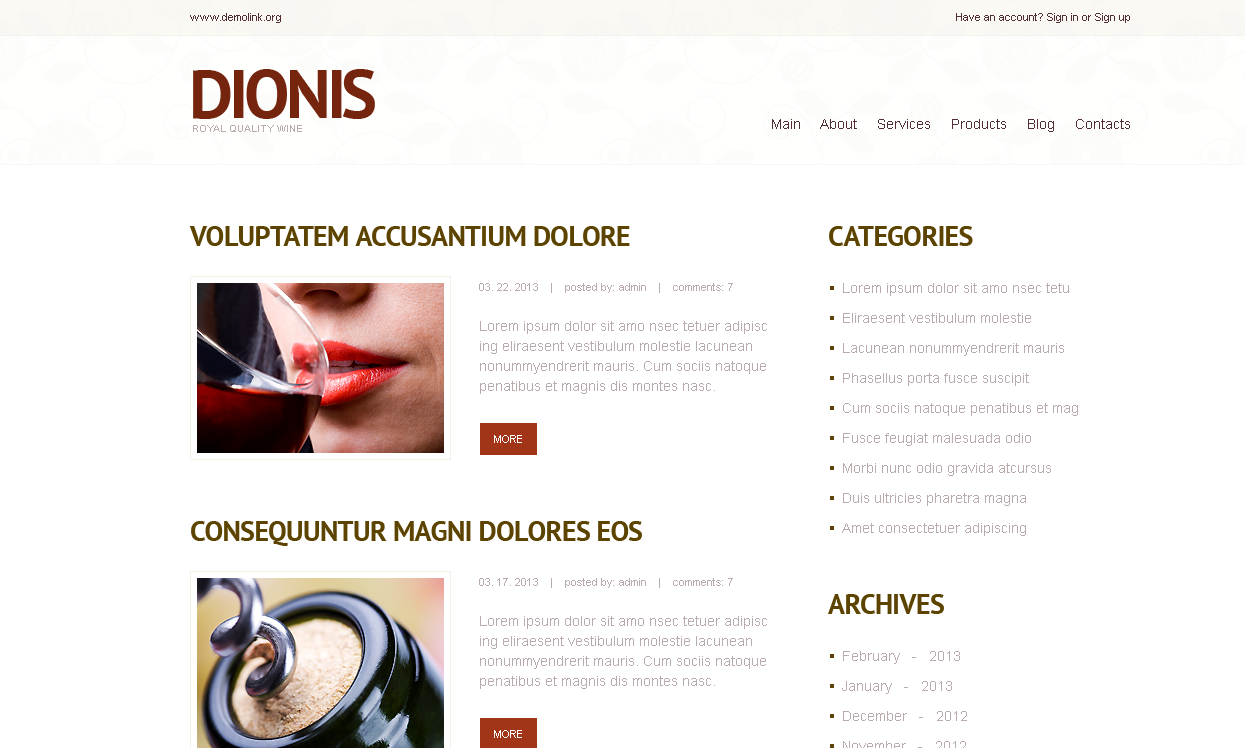 www.demolink.org
Have an account? Sign in or Sign up
DIONIS
ROYAL QUALITY WINE
Main About Services Products Blog Contacts
VOLUPTATEM ACCUSANTIUM DOLORE
03. 22. 2013 | posted by: admin | comments: 7
Lorem ipsum dolor sit amo nsec tetuer adipisc
ing eliraesent vestibulum molestie lacunean
nonummyendrerit mauris. Cum sociis natoque
penatibus et magnis dis montes nasc.
MORE
CONSEQUUNTUR MAGNI DOLORES EOS
03. 17. 2013 | posted by: admin | comments: 7
Lorem ipsum dolor sit amo nsec tetuer adipisc
ing eliraesent vestibulum molestie lacunean
nonummyendrerit mauris. Cum sociis natoque
penatibus et magnis dis montes nasc.
MORE
CATEGORIES
Lorem ipsum dolor sit amo nsec tetu
Eliraesent vestibulum molestie
Lacunean nonummyendrerit mauris
Phasellus porta fusce suscipit
Cum sociis natoque penatibus et mag
Fusce feugiat malesuada odio
Morbi nunc odio gravida atcursus
Duis ultricies pharetra magna
Amet consectetuer adipiscing
ARCHIVES
February - 2013
January - 2013
December - 2012
November - 2012